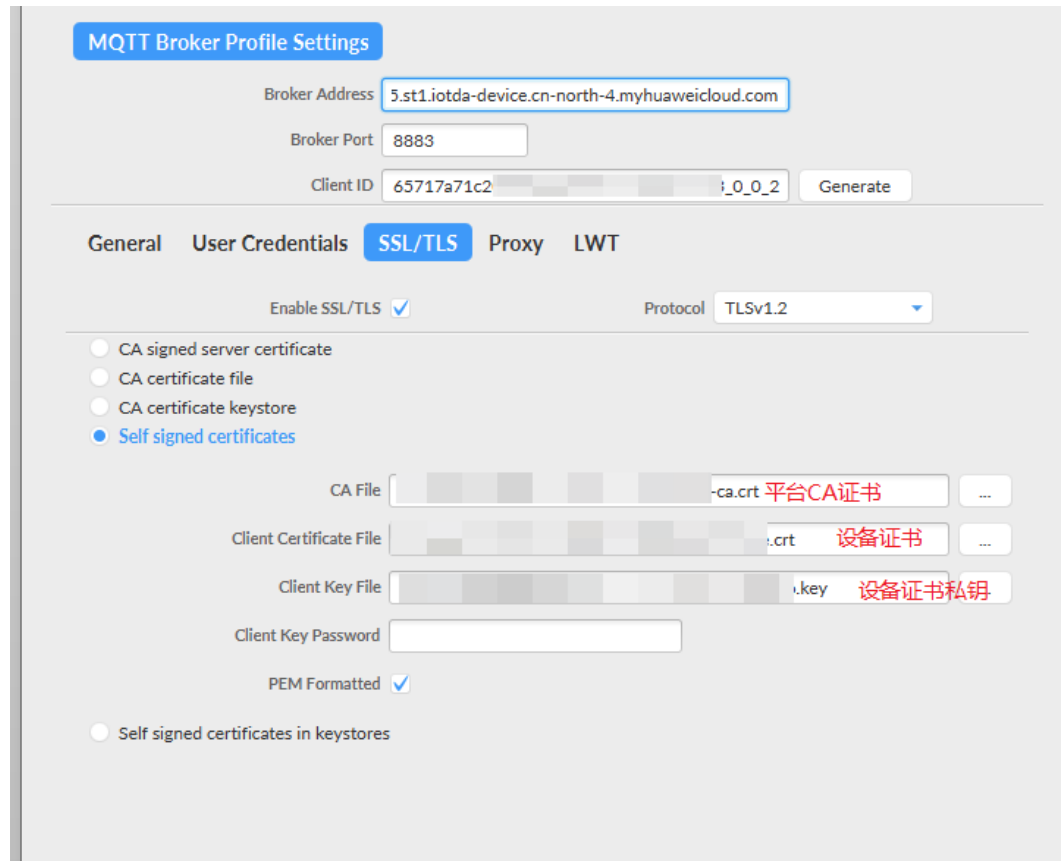 MQTT Broker Profile Settings
Broker Address 5.st1.iotda-device.cn-north-4.myhuaweicloud.com
Broker Port 8883
Client ID 65717a71c2 _0_0_2 Generate
General User Credentials SSL/TLS Proxy LWT
Enable SSL/TLS Protocol TLSv1.2
CA signed server certificate
CA certificate file
CA certificate keystore
Self signed certificates
CA File -ca.crt 平台CA证书 ...
Client Certificate File .crt 设备证书 ...
Client Key File .key 设备证书私钥
Client Key Password
PEM Formatted
Self signed certificates in keystores